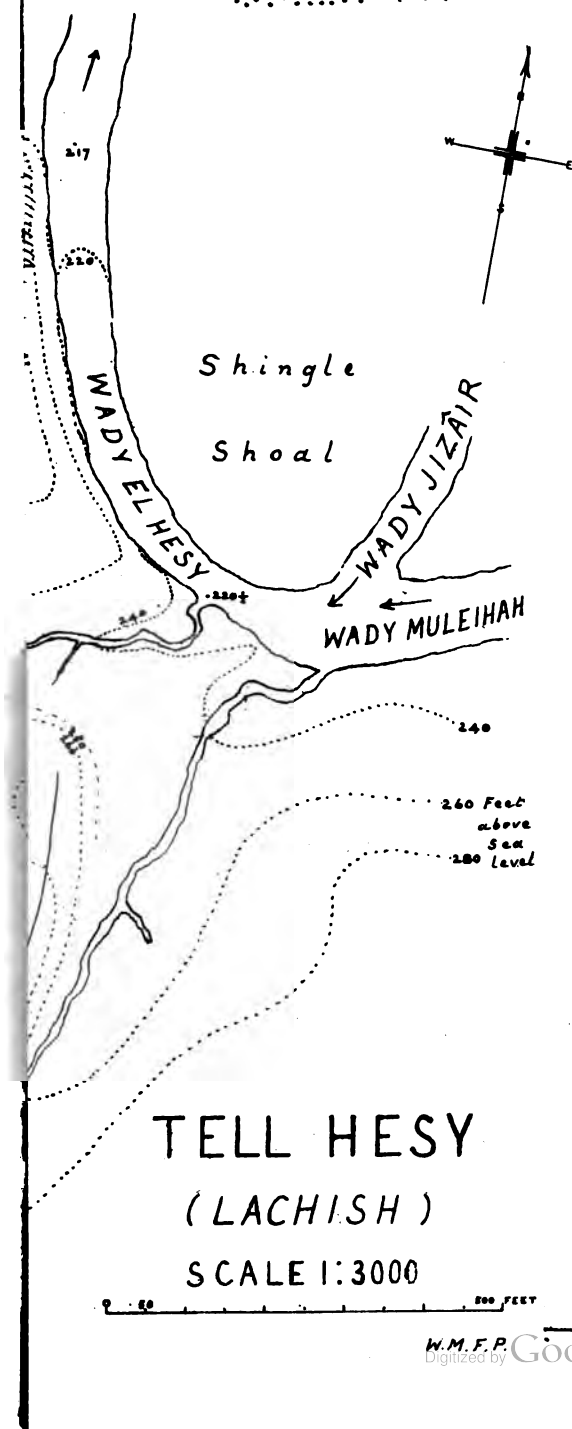 217
W
E
S
220
Shingle
WADY EL HESY
Shoal
WADY JIZÂIR
220½
WADY MULEIHAH
240
240
260 Feet
above
Sea
280 level
TELL HESY
(LACHISH)
SCALE 1:3000
0 50 500 FEET
W.M.F.P.
Digitized by Goo